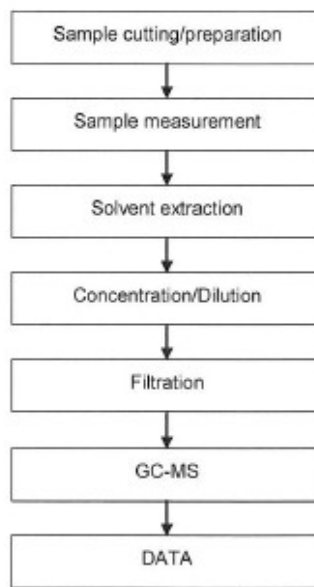 Sample cutting/preparation
Sample measurement
Solvent extraction
Concentration/Dilution
Filtration
GC-MS
DATA